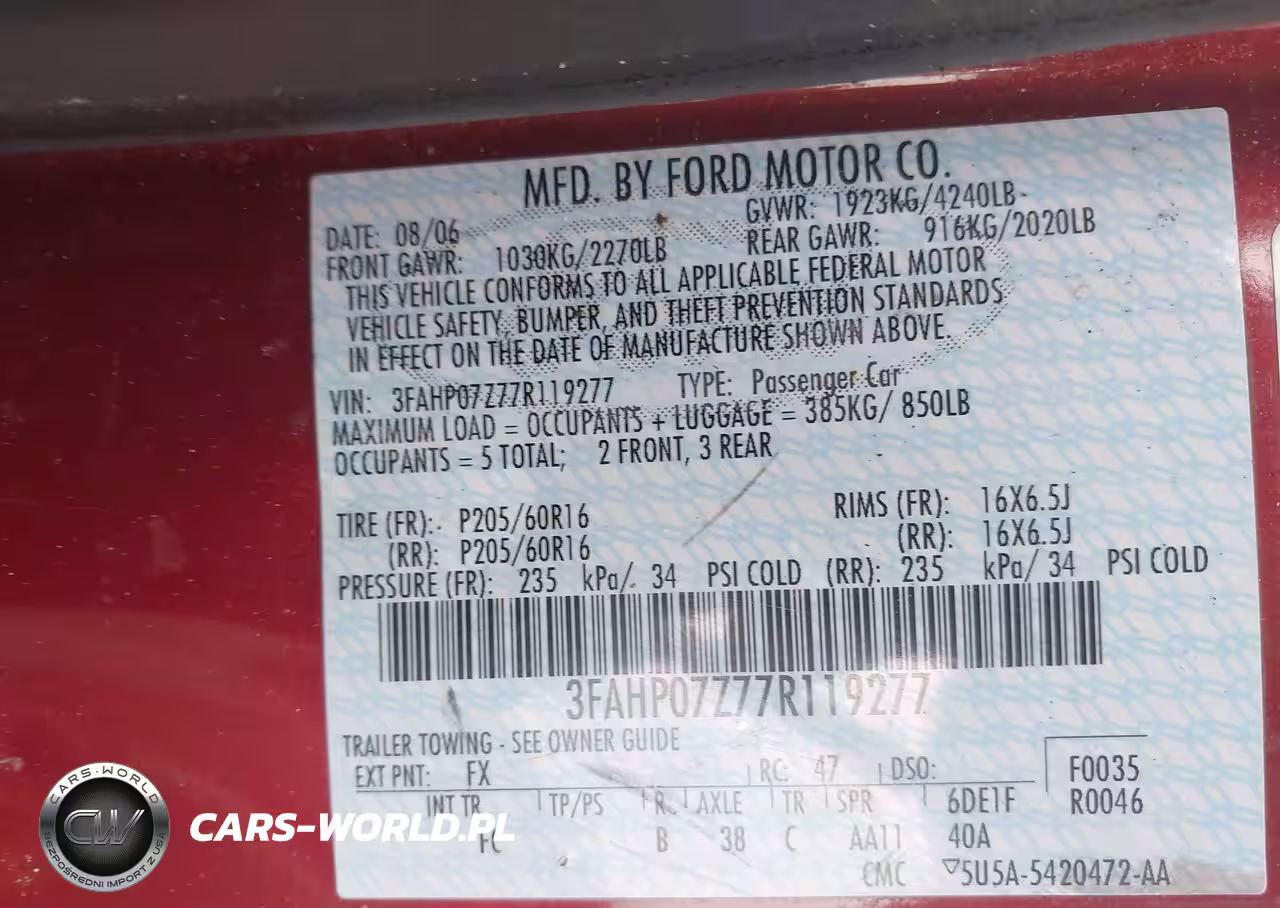 MFD. BY FORD MOTOR CO.
DATE: 08/06 GVWR: 1923KG/4240LB
FRONT GAWR: 1030KG/2270LB REAR GAWR: 916KG/2020LB
THIS VEHICLE CONFORMS TO ALL APPLICABLE FEDERAL MOTOR
VEHICLE SAFETY, BUMPER, AND THEFT PREVENTION STANDARDS
IN EFFECT ON THE DATE OF MANUFACTURE SHOWN ABOVE.
VIN: 3FAHP07Z77R119277 TYPE: Passenger Car
MAXIMUM LOAD = OCCUPANTS + LUGGAGE = 385KG/ 850LB
OCCUPANTS = 5 TOTAL; 2 FRONT, 3 REAR
TIRE (FR): P205/60R16 RIMS (FR): 16X6.5J
(RR): P205/60R16 (RR): 16X6.5J
PRESSURE (FR): 235 kPa/ 34 PSI COLD (RR): 235 kPa/ 34 PSI COLD
3FAHP07Z77R119277
TRAILER TOWING - SEE OWNER GUIDE
EXT PNT: FX RC: 47 DSO: F0035
INT TR TP/PS R AXLE TR SPR 6DE1F R0046
FC B 38 C AA11 40A
CMC 5U5A-5420472-AA
CARS-WORLD
CW
BEZPOŚREDNI IMPORT Z USA
CARS-WORLD.PL